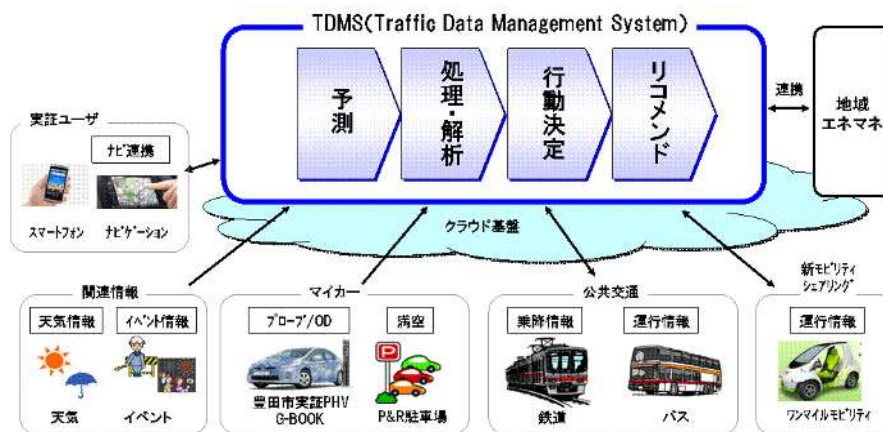 TDMS(Traffic Data Management System)
予測
処理・解析
行動決定
リコメンド
連携
地域
エネマネ
実証ユーザ
ナビ連携
スマートフォン
ナビゲーション
クラウド基盤
関連情報
天気情報
イベント情報
天気
イベント
マイカー
プローブ/OD
満空
豊田市実証PHV
G-BOOK
P
P&R駐車場
公共交通
乗降情報
運行情報
鉄道
バス
新モビリティ
シェアリング
運行情報
ワンマイルモビリティ